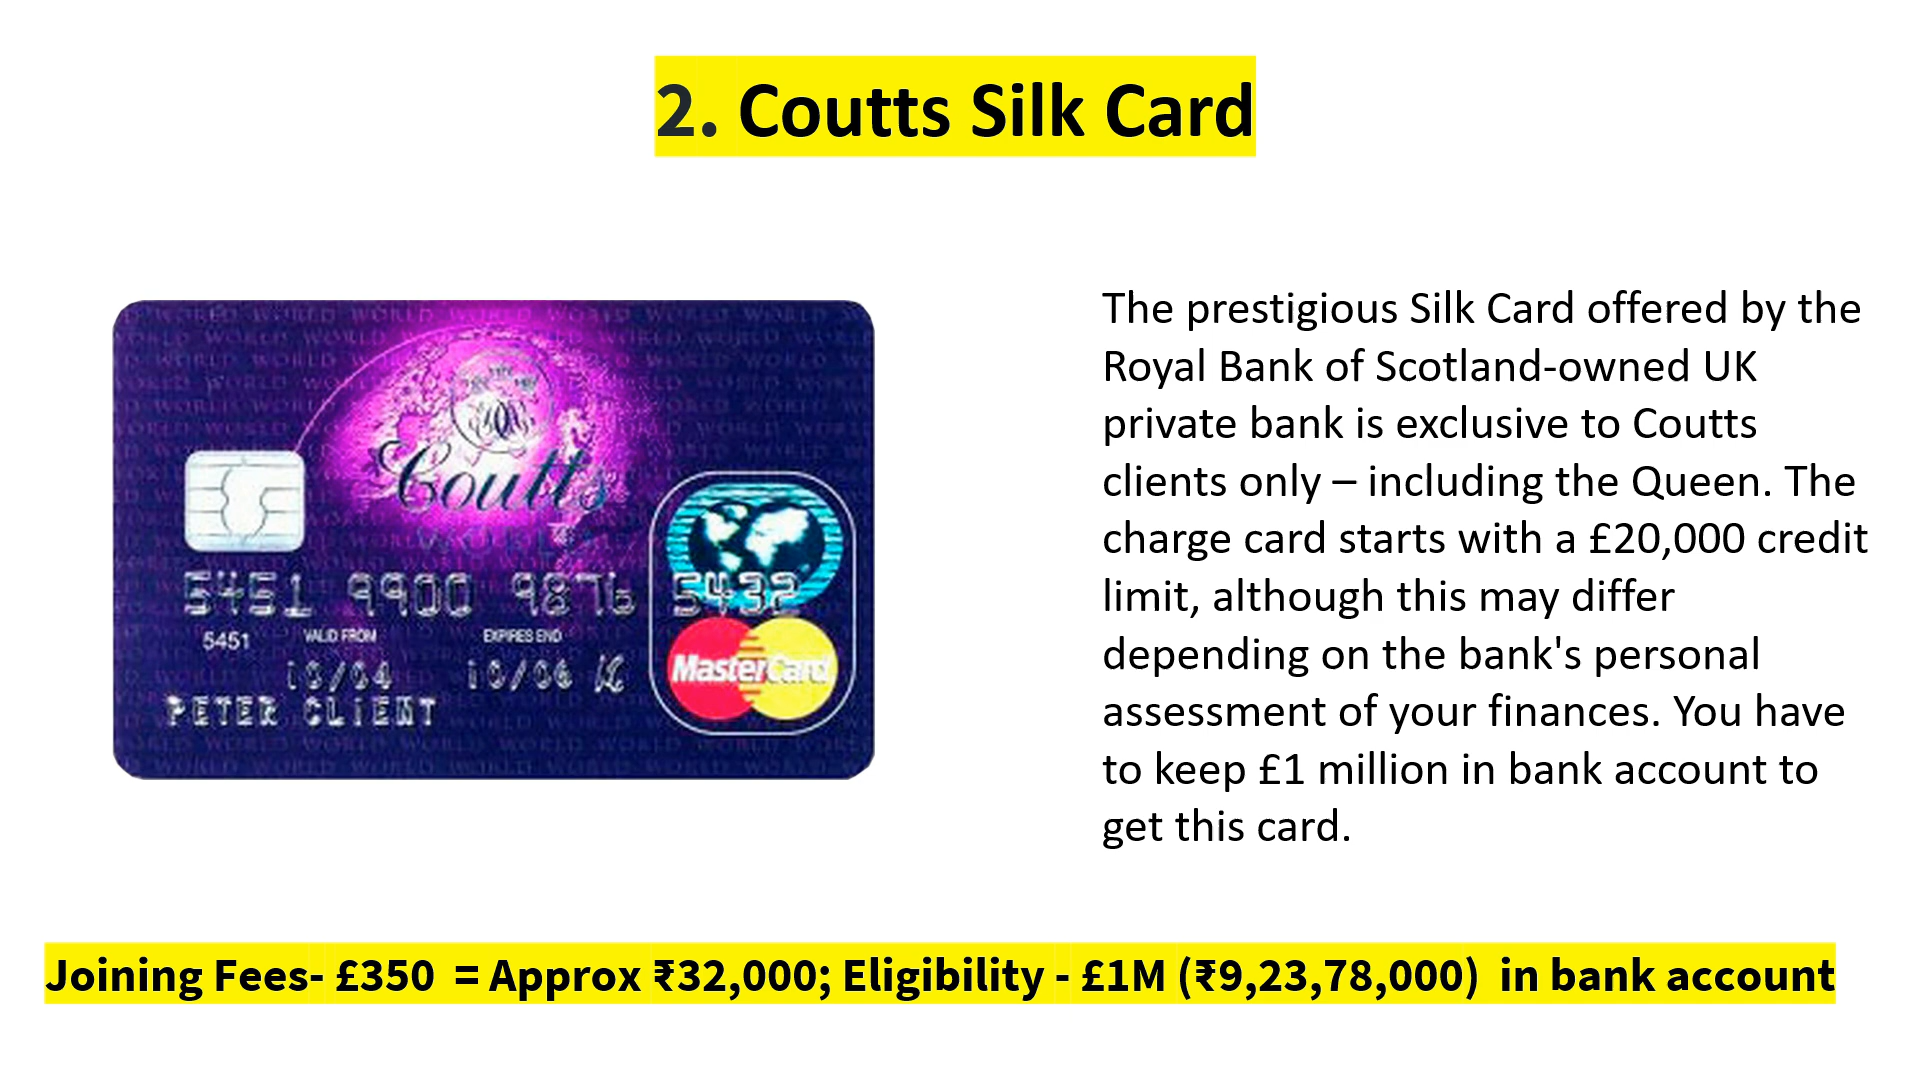 2. Coutts Silk Card
Coutts
5451 9900 9876 5432
5451 VALID FROM EXPIRES END
10/04 10/06
PETER CLIENT
MasterCard
The prestigious Silk Card offered by the
Royal Bank of Scotland-owned UK
private bank is exclusive to Coutts
clients only – including the Queen. The
charge card starts with a £20,000 credit
limit, although this may differ
depending on the bank's personal
assessment of your finances. You have
to keep £1 million in bank account to
get this card.
Joining Fees- £350 = Approx ₹32,000; Eligibility - £1M (₹9,23,78,000) in bank account